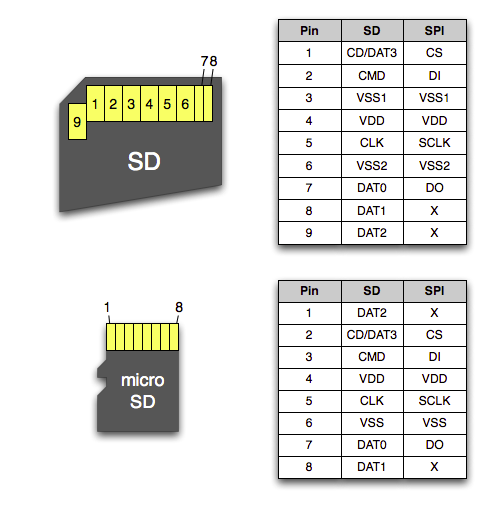 7 8
1 2 3 4 5 6
9
SD
Pin SD SPI
1 CD/DAT3 CS
2 CMD DI
3 VSS1 VSS1
4 VDD VDD
5 CLK SCLK
6 VSS2 VSS2
7 DAT0 DO
8 DAT1 X
9 DAT2 X
1 8
micro
SD
Pin SD SPI
1 DAT2 X
2 CD/DAT3 CS
3 CMD DI
4 VDD VDD
5 CLK SCLK
6 VSS VSS
7 DAT0 DO
8 DAT1 X